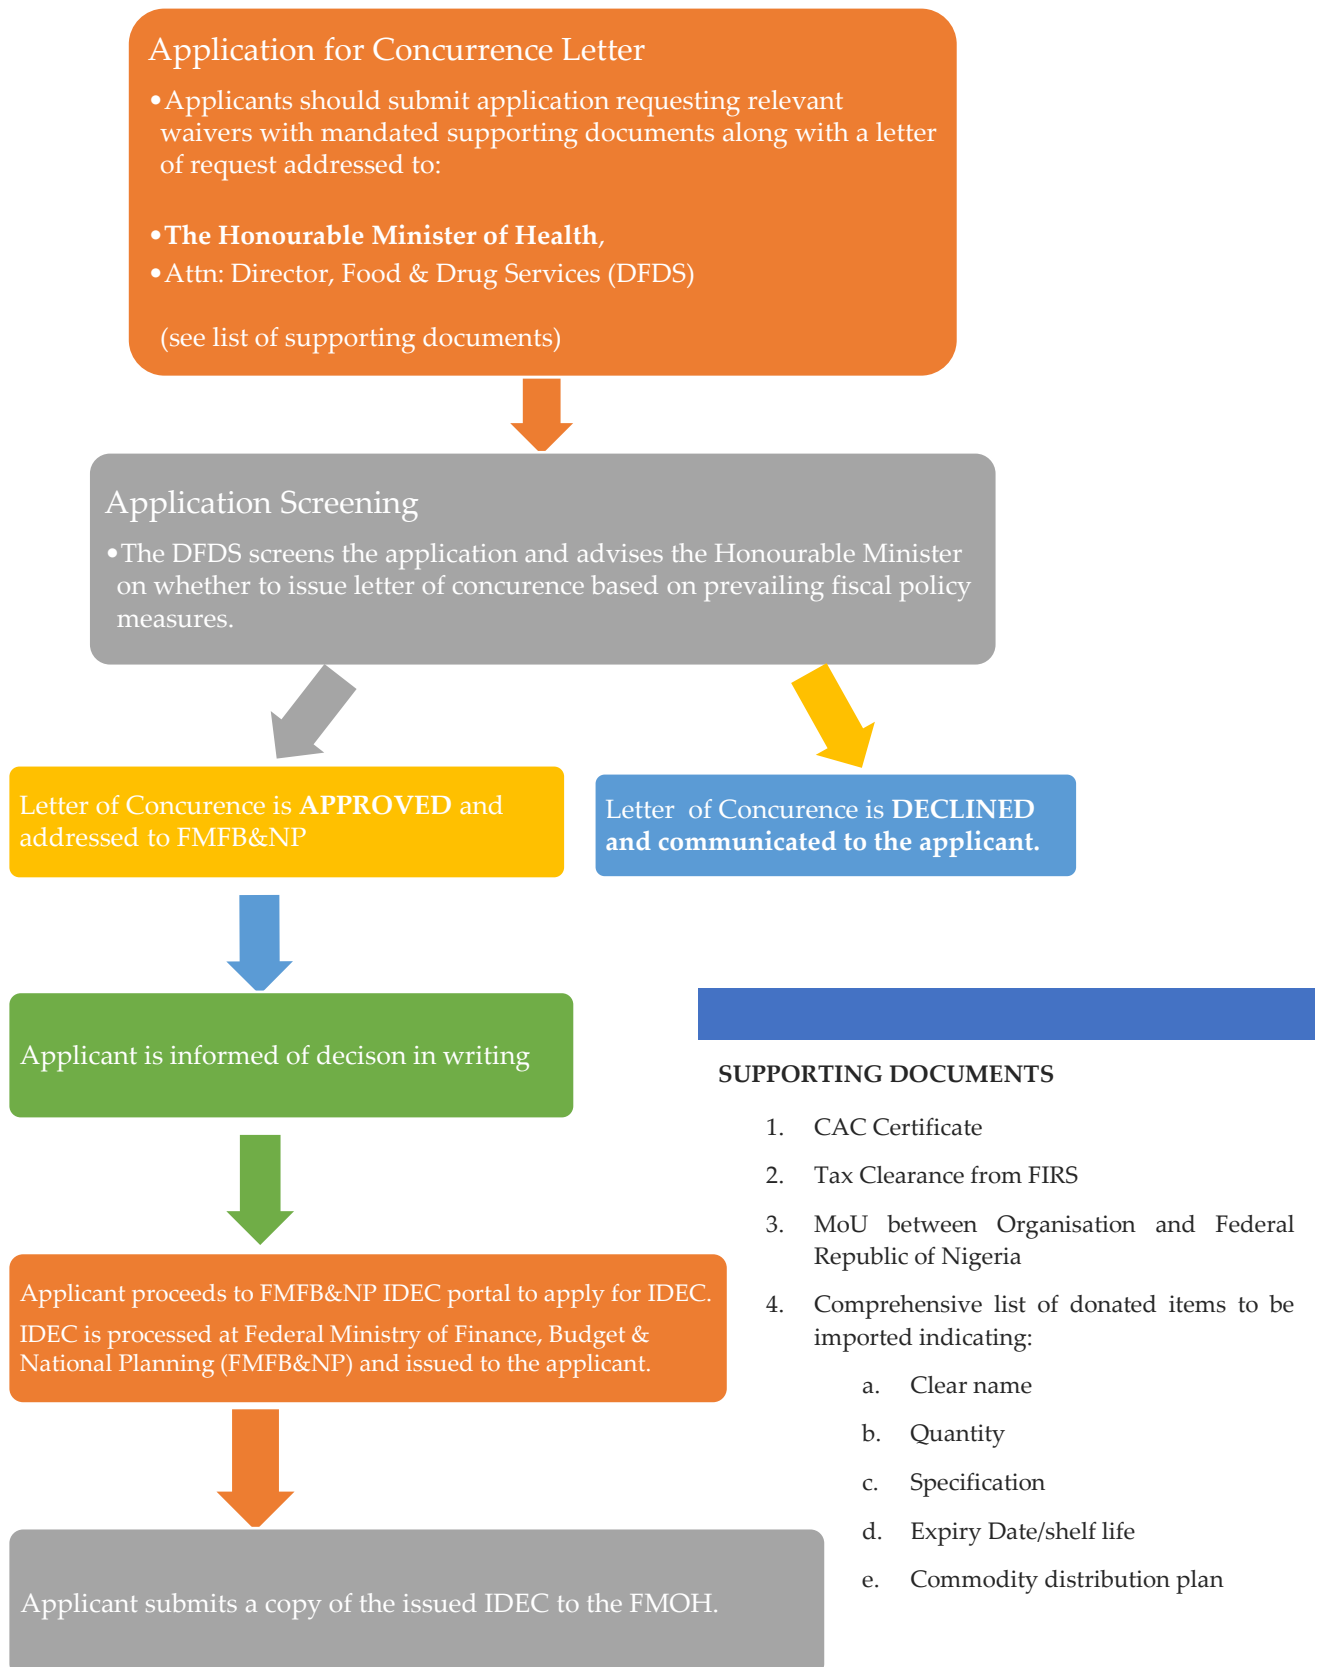 Application for Concurrence Letter
•Applicants should submit application requesting relevant
waivers with mandated supporting documents along with a letter
of request addressed to:
•The Honourable Minister of Health,
•Attn: Director, Food & Drug Services (DFDS)
(see list of supporting documents)
Application Screening
•The DFDS screens the application and advises the Honourable Minister
on whether to issue letter of concurence based on prevailing fiscal policy
measures.
Letter of Concurence is APPROVED and
addressed to FMFB&NP
Letter of Concurence is DECLINED
and communicated to the applicant.
Applicant is informed of decison in writing
Applicant proceeds to FMFB&NP IDEC portal to apply for IDEC.
IDEC is processed at Federal Ministry of Finance, Budget &
National Planning (FMFB&NP) and issued to the applicant.
Applicant submits a copy of the issued IDEC to the FMOH.
SUPPORTING DOCUMENTS
1. CAC Certificate
2. Tax Clearance from FIRS
3. MoU between Organisation and Federal
Republic of Nigeria
4. Comprehensive list of donated items to be
imported indicating:
a. Clear name
b. Quantity
c. Specification
d. Expiry Date/shelf life
e. Commodity distribution plan